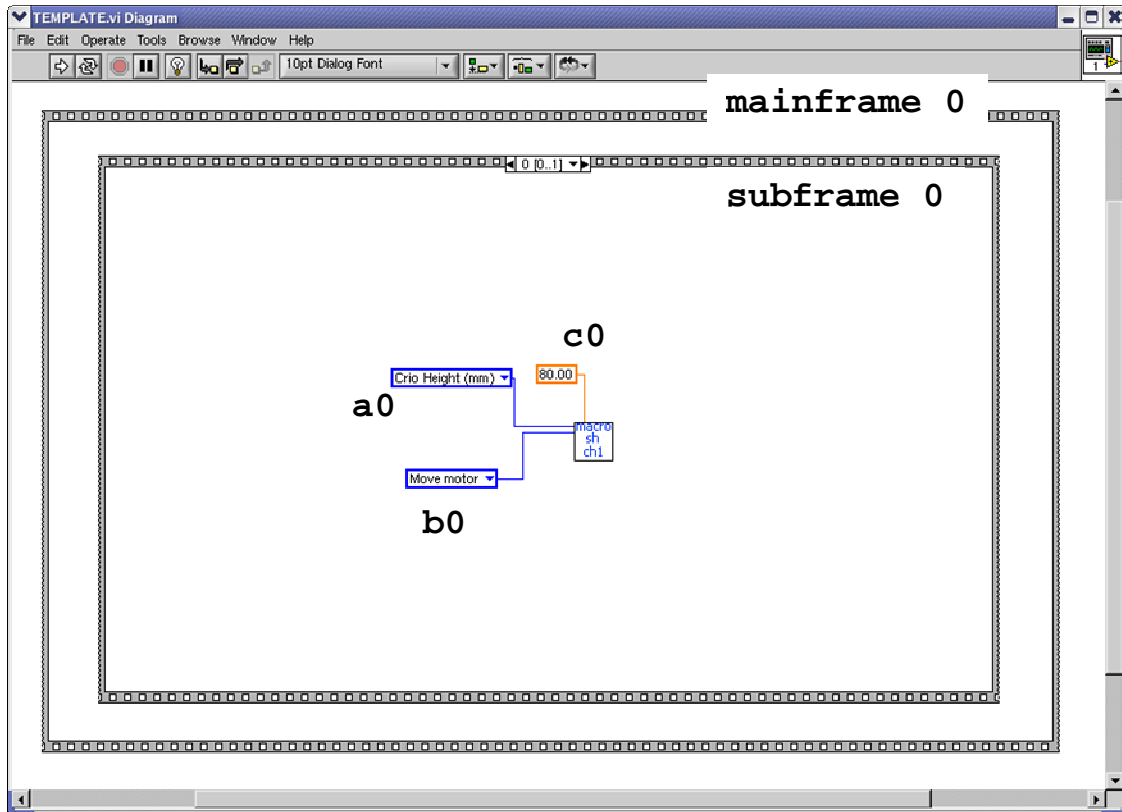 TEMPLATE.vi Diagram
File Edit Operate Tools Browse Window Help
10pt Dialog Font
1
mainframe 0
0 [0..1]
subframe 0
c0
Crio Height (mm)
80.00
a0
macro
sh
ch1
Move motor
b0